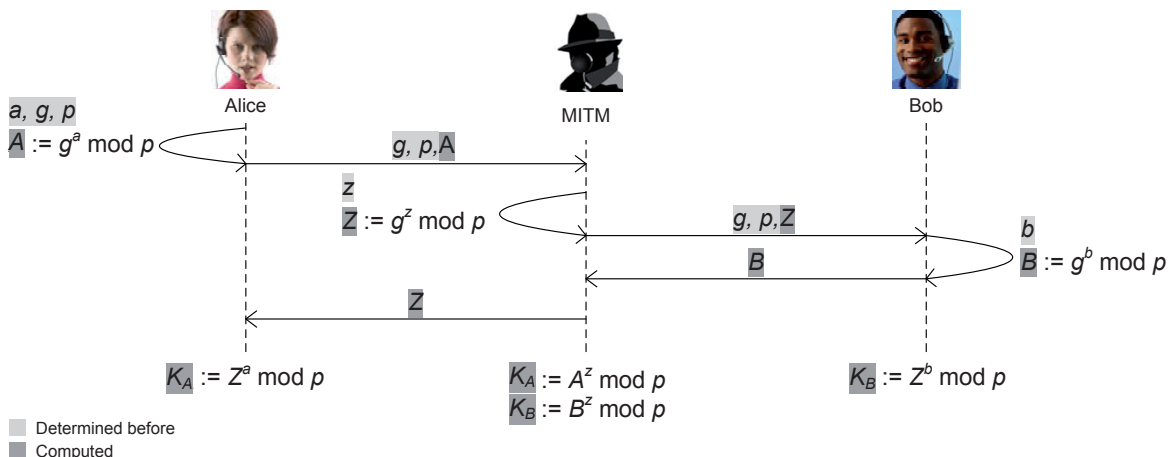 Alice
MITM
Bob
a, g, p
A := g^a mod p
g, p,A
z
Z := g^z mod p
g, p,Z
b
B := g^b mod p
B
Z
K_A := Z^a mod p
K_A := A^z mod p
K_B := B^z mod p
K_B := Z^b mod p
Determined before
Computed